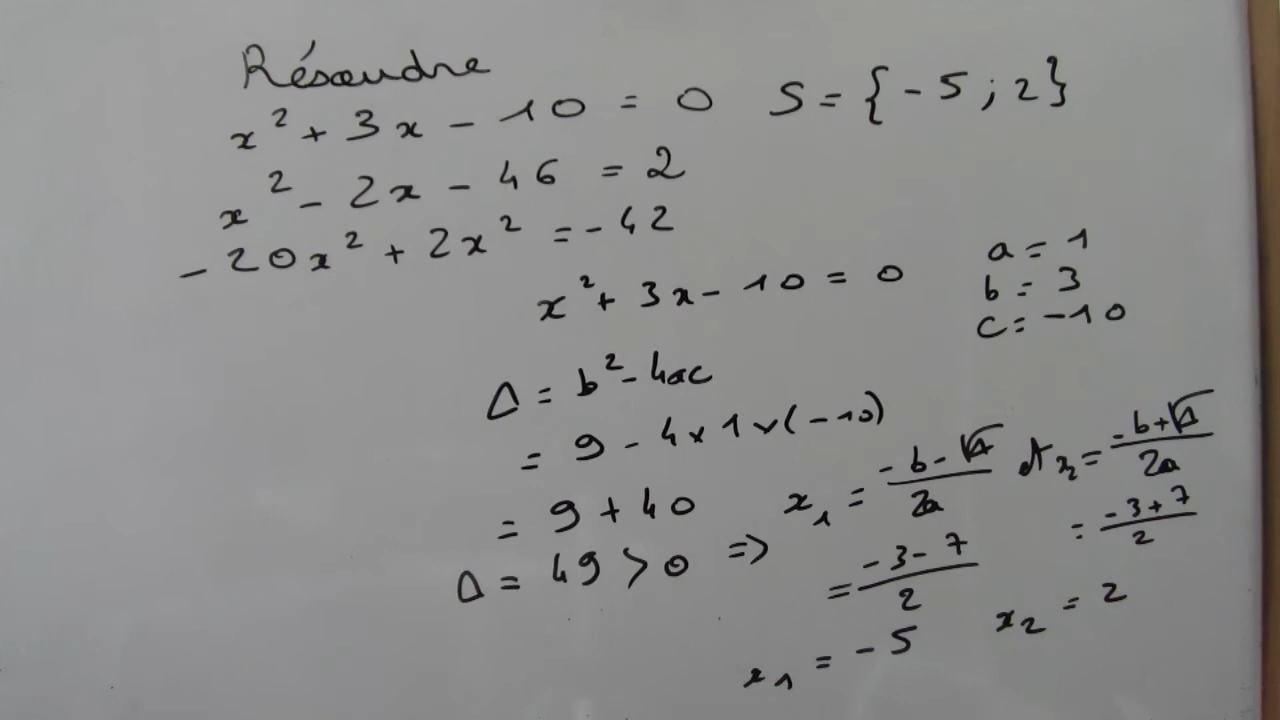 Résoudre
x² + 3x - 10 = 0 S = {-5 ; 2}
x² - 2x - 46 = 2
- 20x² + 2x² = - 42
x² + 3x - 10 = 0
a = 1
b = 3
c = -10
Δ = b² - 4ac
= 9 - 4 x 1 x (-10)
= 9 + 40
Δ = 49 > 0 =>
x₁ = (-b - √Δ)/2a et x₂ = (-b + √Δ)/2a
= (-3 - 7)/2
= (-3 + 7)/2
x₁ = -5
x₂ = 2